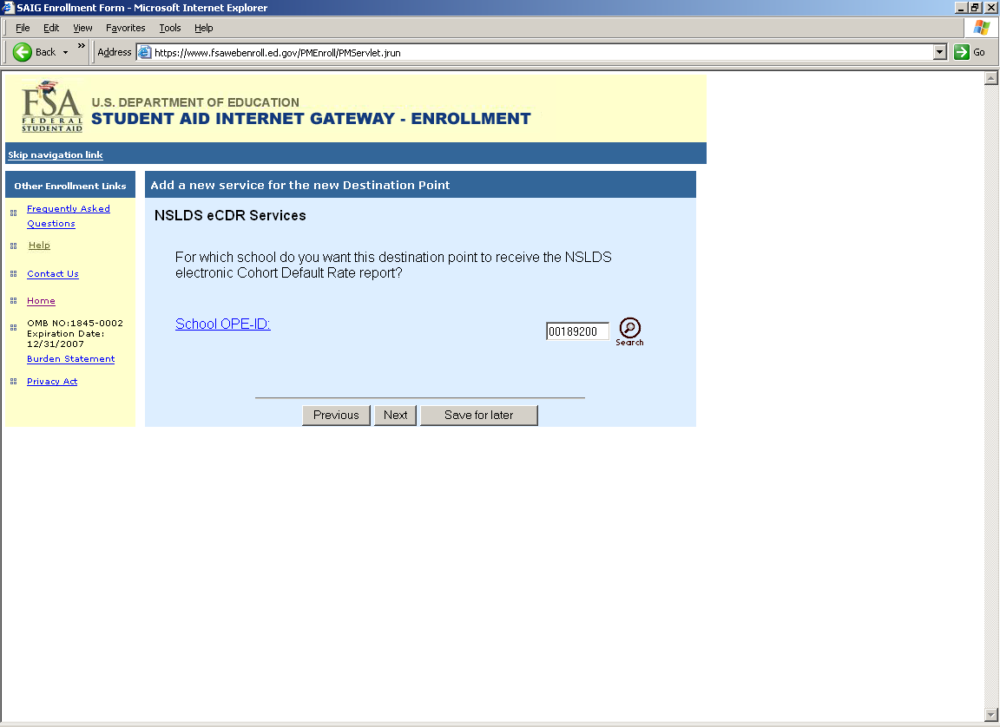 SAIG Enrollment Form - Microsoft Internet Explorer
File Edit View Favorites Tools Help
Back » Address https://www.fsawebenroll.ed.gov/PMEnroll/PMServlet.jrun Go
FSA
FEDERAL
STUDENT AID
U.S. DEPARTMENT OF EDUCATION
STUDENT AID INTERNET GATEWAY - ENROLLMENT
Skip navigation link
Other Enrollment Links
Frequently Asked
Questions
Help
Contact Us
Home
OMB NO:1845-0002
Expiration Date:
12/31/2007
Burden Statement
Privacy Act
Add a new service for the new Destination Point
NSLDS eCDR Services
For which school do you want this destination point to receive the NSLDS
electronic Cohort Default Rate report?
School OPE-ID: 00189200
Search
Previous Next Save for later